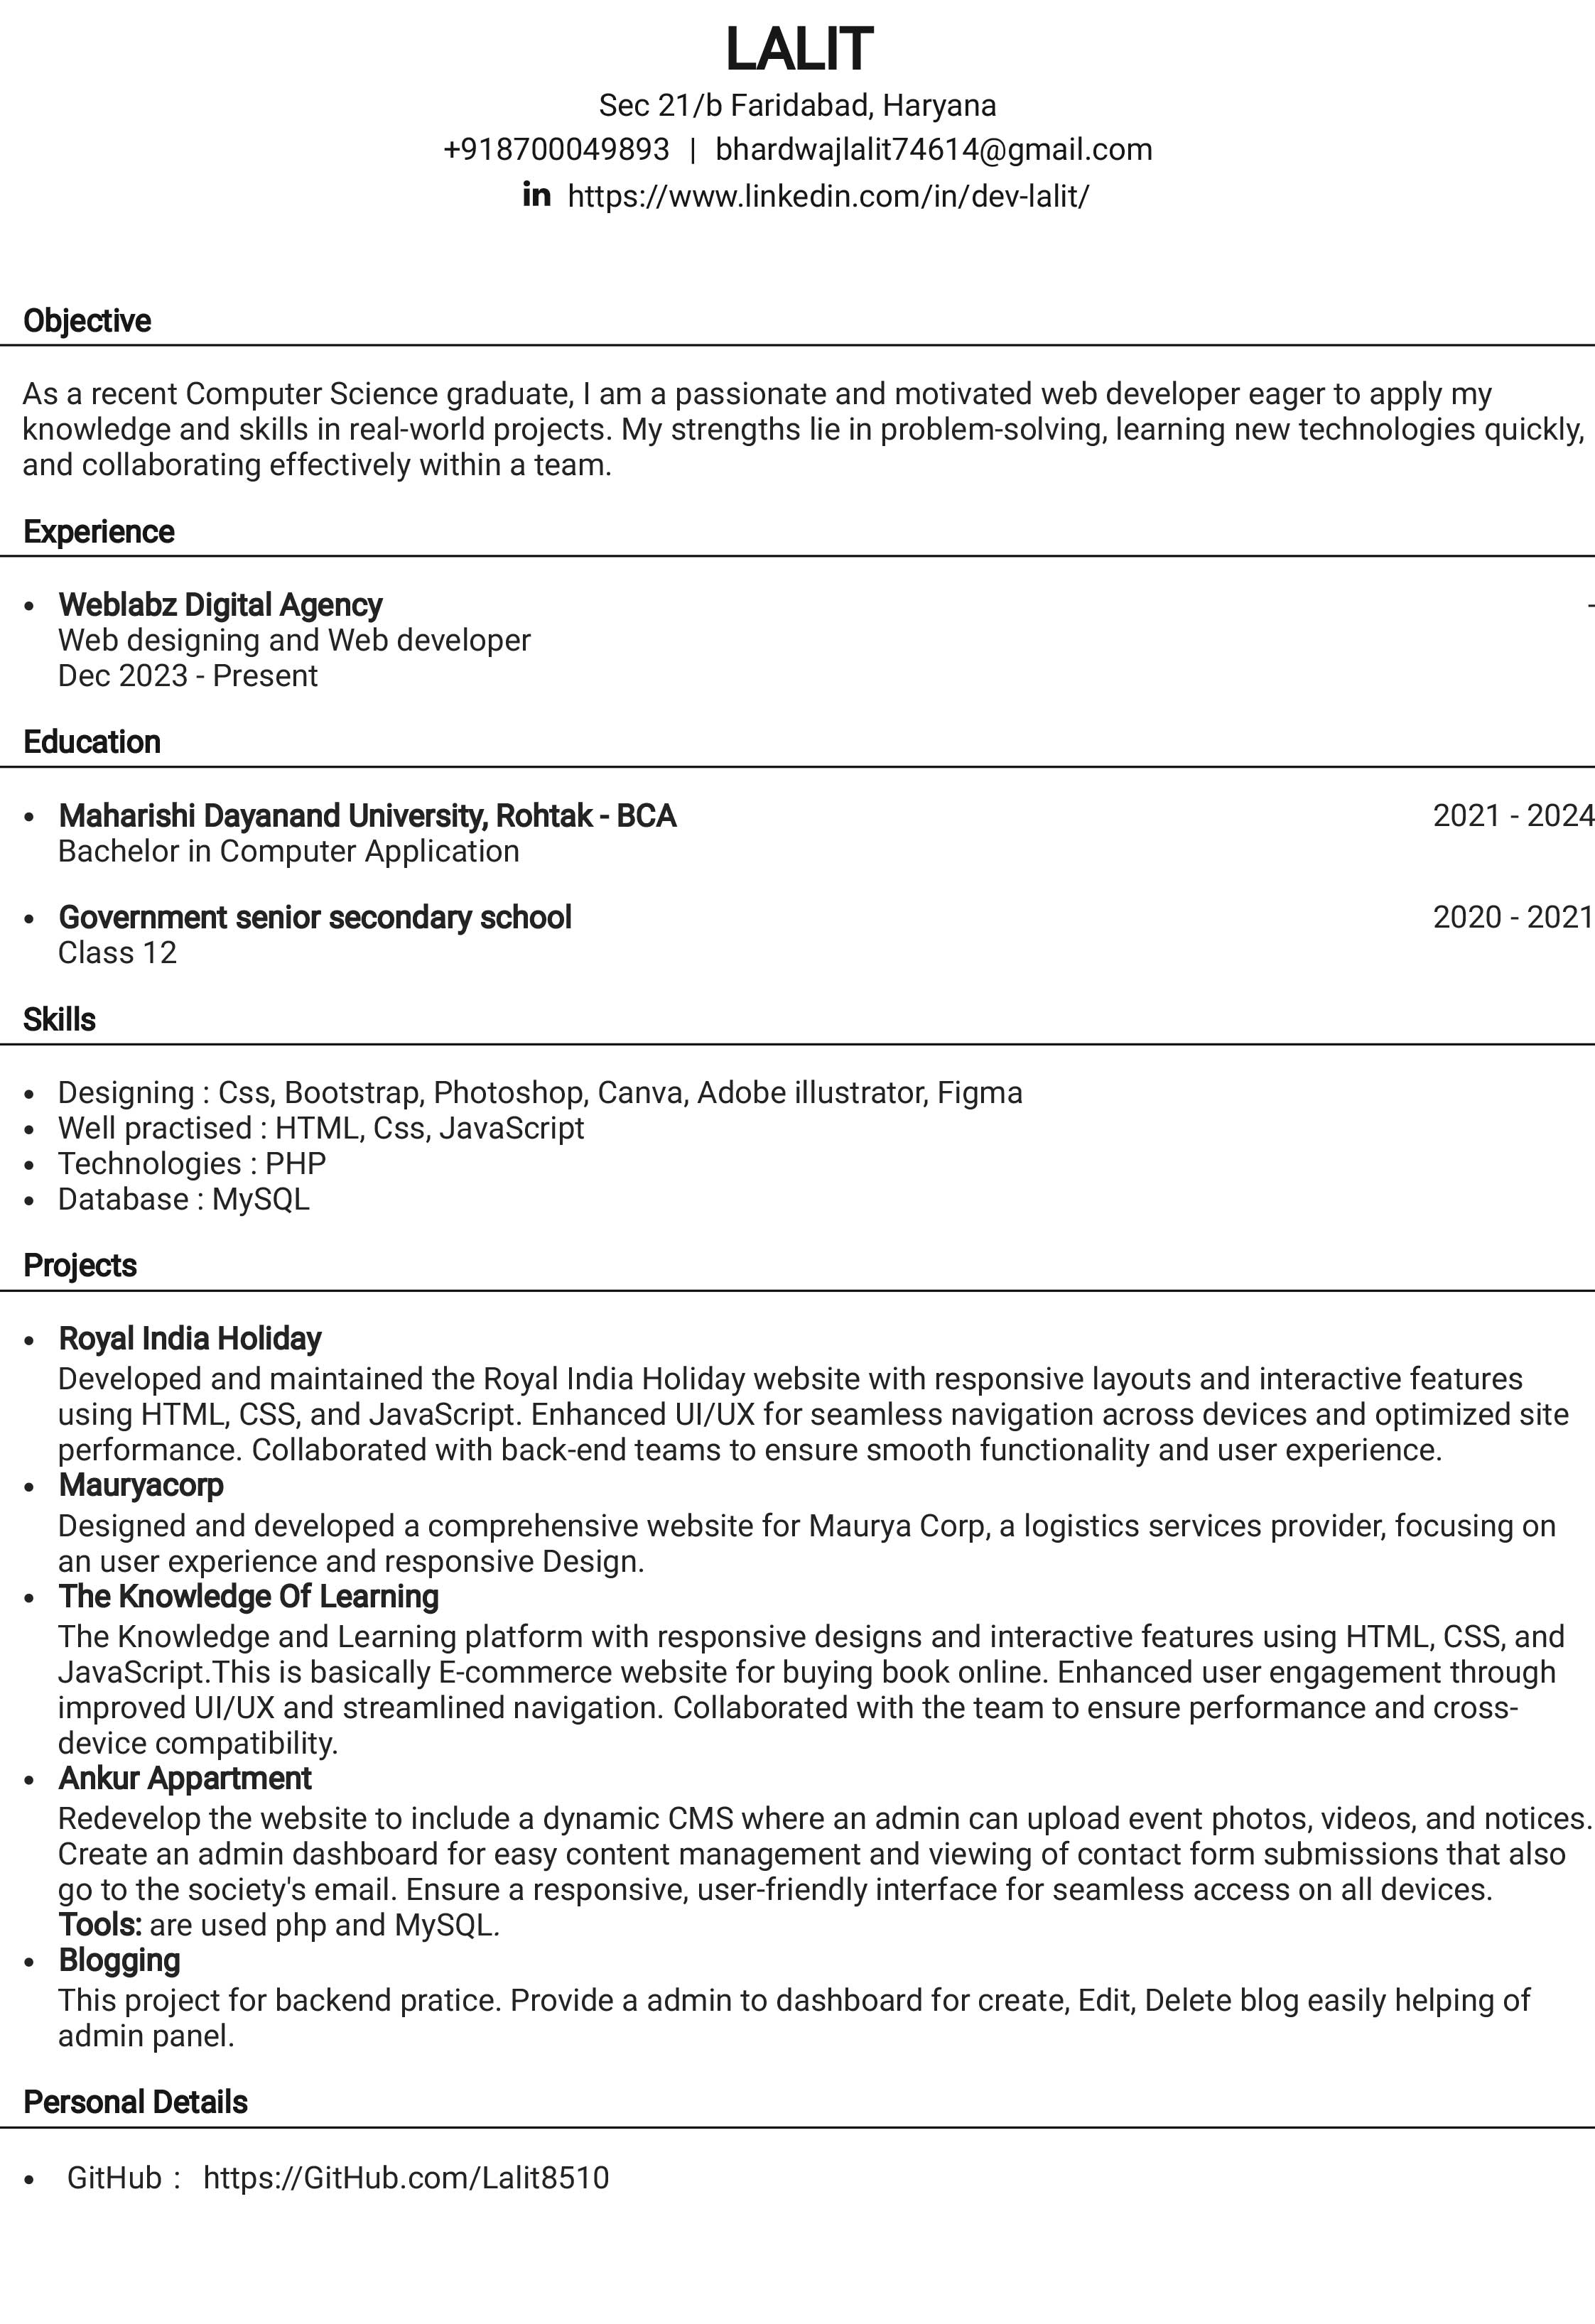 LALIT
Sec 21/b Faridabad, Haryana
+918700049893 | bhardwajlalit74614@gmail.com
in https://www.linkedin.com/in/dev-lalit/
Objective
As a recent Computer Science graduate, I am a passionate and motivated web developer eager to apply my
knowledge and skills in real-world projects. My strengths lie in problem-solving, learning new technologies quickly,
and collaborating effectively within a team.
Experience
• Weblabz Digital Agency -
Web designing and Web developer
Dec 2023 - Present
Education
• Maharishi Dayanand University, Rohtak - BCA 2021 - 2024
Bachelor in Computer Application
• Government senior secondary school 2020 - 2021
Class 12
Skills
• Designing : Css, Bootstrap, Photoshop, Canva, Adobe illustrator, Figma
• Well practised : HTML, Css, JavaScript
• Technologies : PHP
• Database : MySQL
Projects
• Royal India Holiday
Developed and maintained the Royal India Holiday website with responsive layouts and interactive features
using HTML, CSS, and JavaScript. Enhanced UI/UX for seamless navigation across devices and optimized site
performance. Collaborated with back-end teams to ensure smooth functionality and user experience.
• Mauryacorp
Designed and developed a comprehensive website for Maurya Corp, a logistics services provider, focusing on
an user experience and responsive Design.
• The Knowledge Of Learning
The Knowledge and Learning platform with responsive designs and interactive features using HTML, CSS, and
JavaScript.This is basically E-commerce website for buying book online. Enhanced user engagement through
improved UI/UX and streamlined navigation. Collaborated with the team to ensure performance and cross-
device compatibility.
• Ankur Appartment
Redevelop the website to include a dynamic CMS where an admin can upload event photos, videos, and notices.
Create an admin dashboard for easy content management and viewing of contact form submissions that also
go to the society's email. Ensure a responsive, user-friendly interface for seamless access on all devices.
Tools: are used php and MySQL.
• Blogging
This project for backend pratice. Provide a admin to dashboard for create, Edit, Delete blog easily helping of
admin panel.
Personal Details
• GitHub : https://GitHub.com/Lalit8510